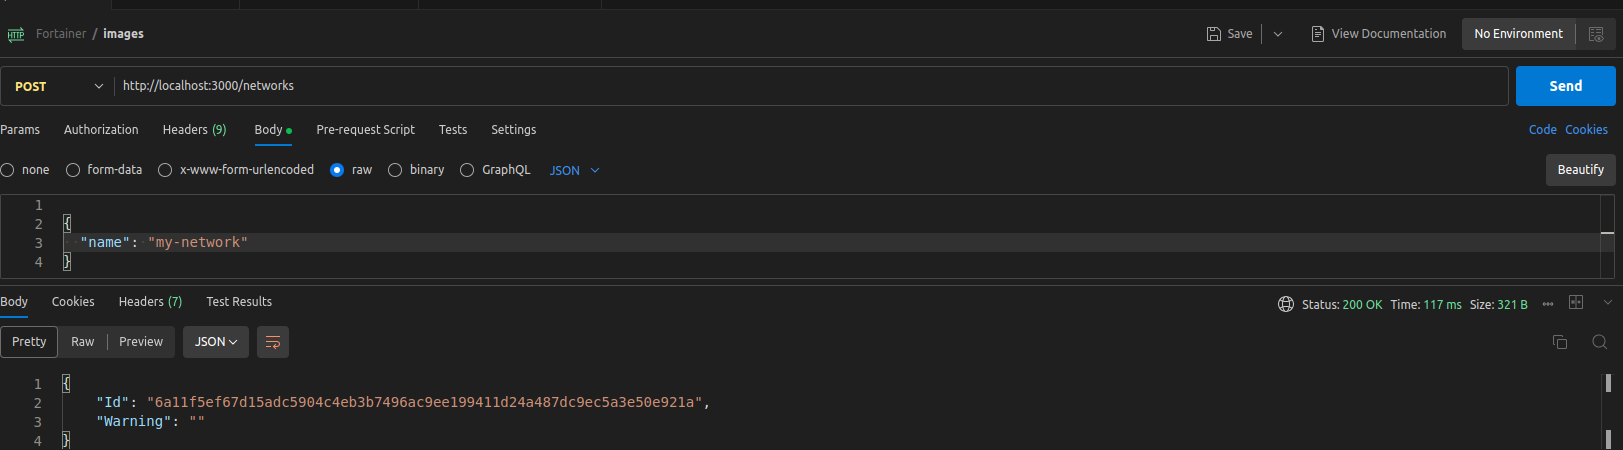 HTTP Fortainer / images Save View Documentation No Environment
POST http://localhost:3000/networks Send
Params Authorization Headers (9) Body Pre-request Script Tests Settings Code Cookies
none form-data x-www-form-urlencoded raw binary GraphQL JSON Beautify
1
2 {
3 "name": "my-network"
4 }
Body Cookies Headers (7) Test Results Status: 200 OK Time: 117 ms Size: 321 B
Pretty Raw Preview JSON
1 {
2 "Id": "6a11f5ef67d15adc5904c4eb3b7496ac9ee199411d24a487dc9ec5a3e50e921a",
3 "Warning": ""
4 }